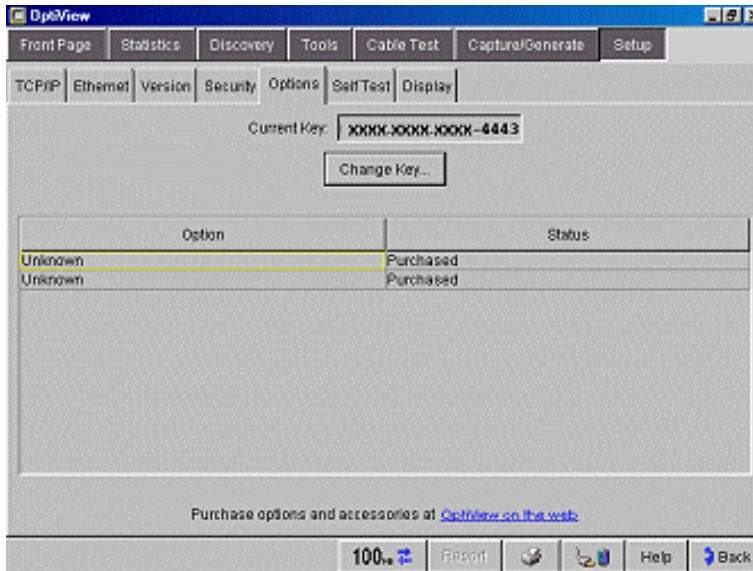 OptiView
Front Page Statistics Discovery Tools Cable Test Capture/Generate Setup
TCP/IP Ethernet Version Security Options Self Test Display
Current Key: XXXX-XXXX-XXXX-4443
Change Key...
Option Status
Unknown Purchased
Unknown Purchased
Purchase options and accessories at OptiView on the web
100 Report Help Back